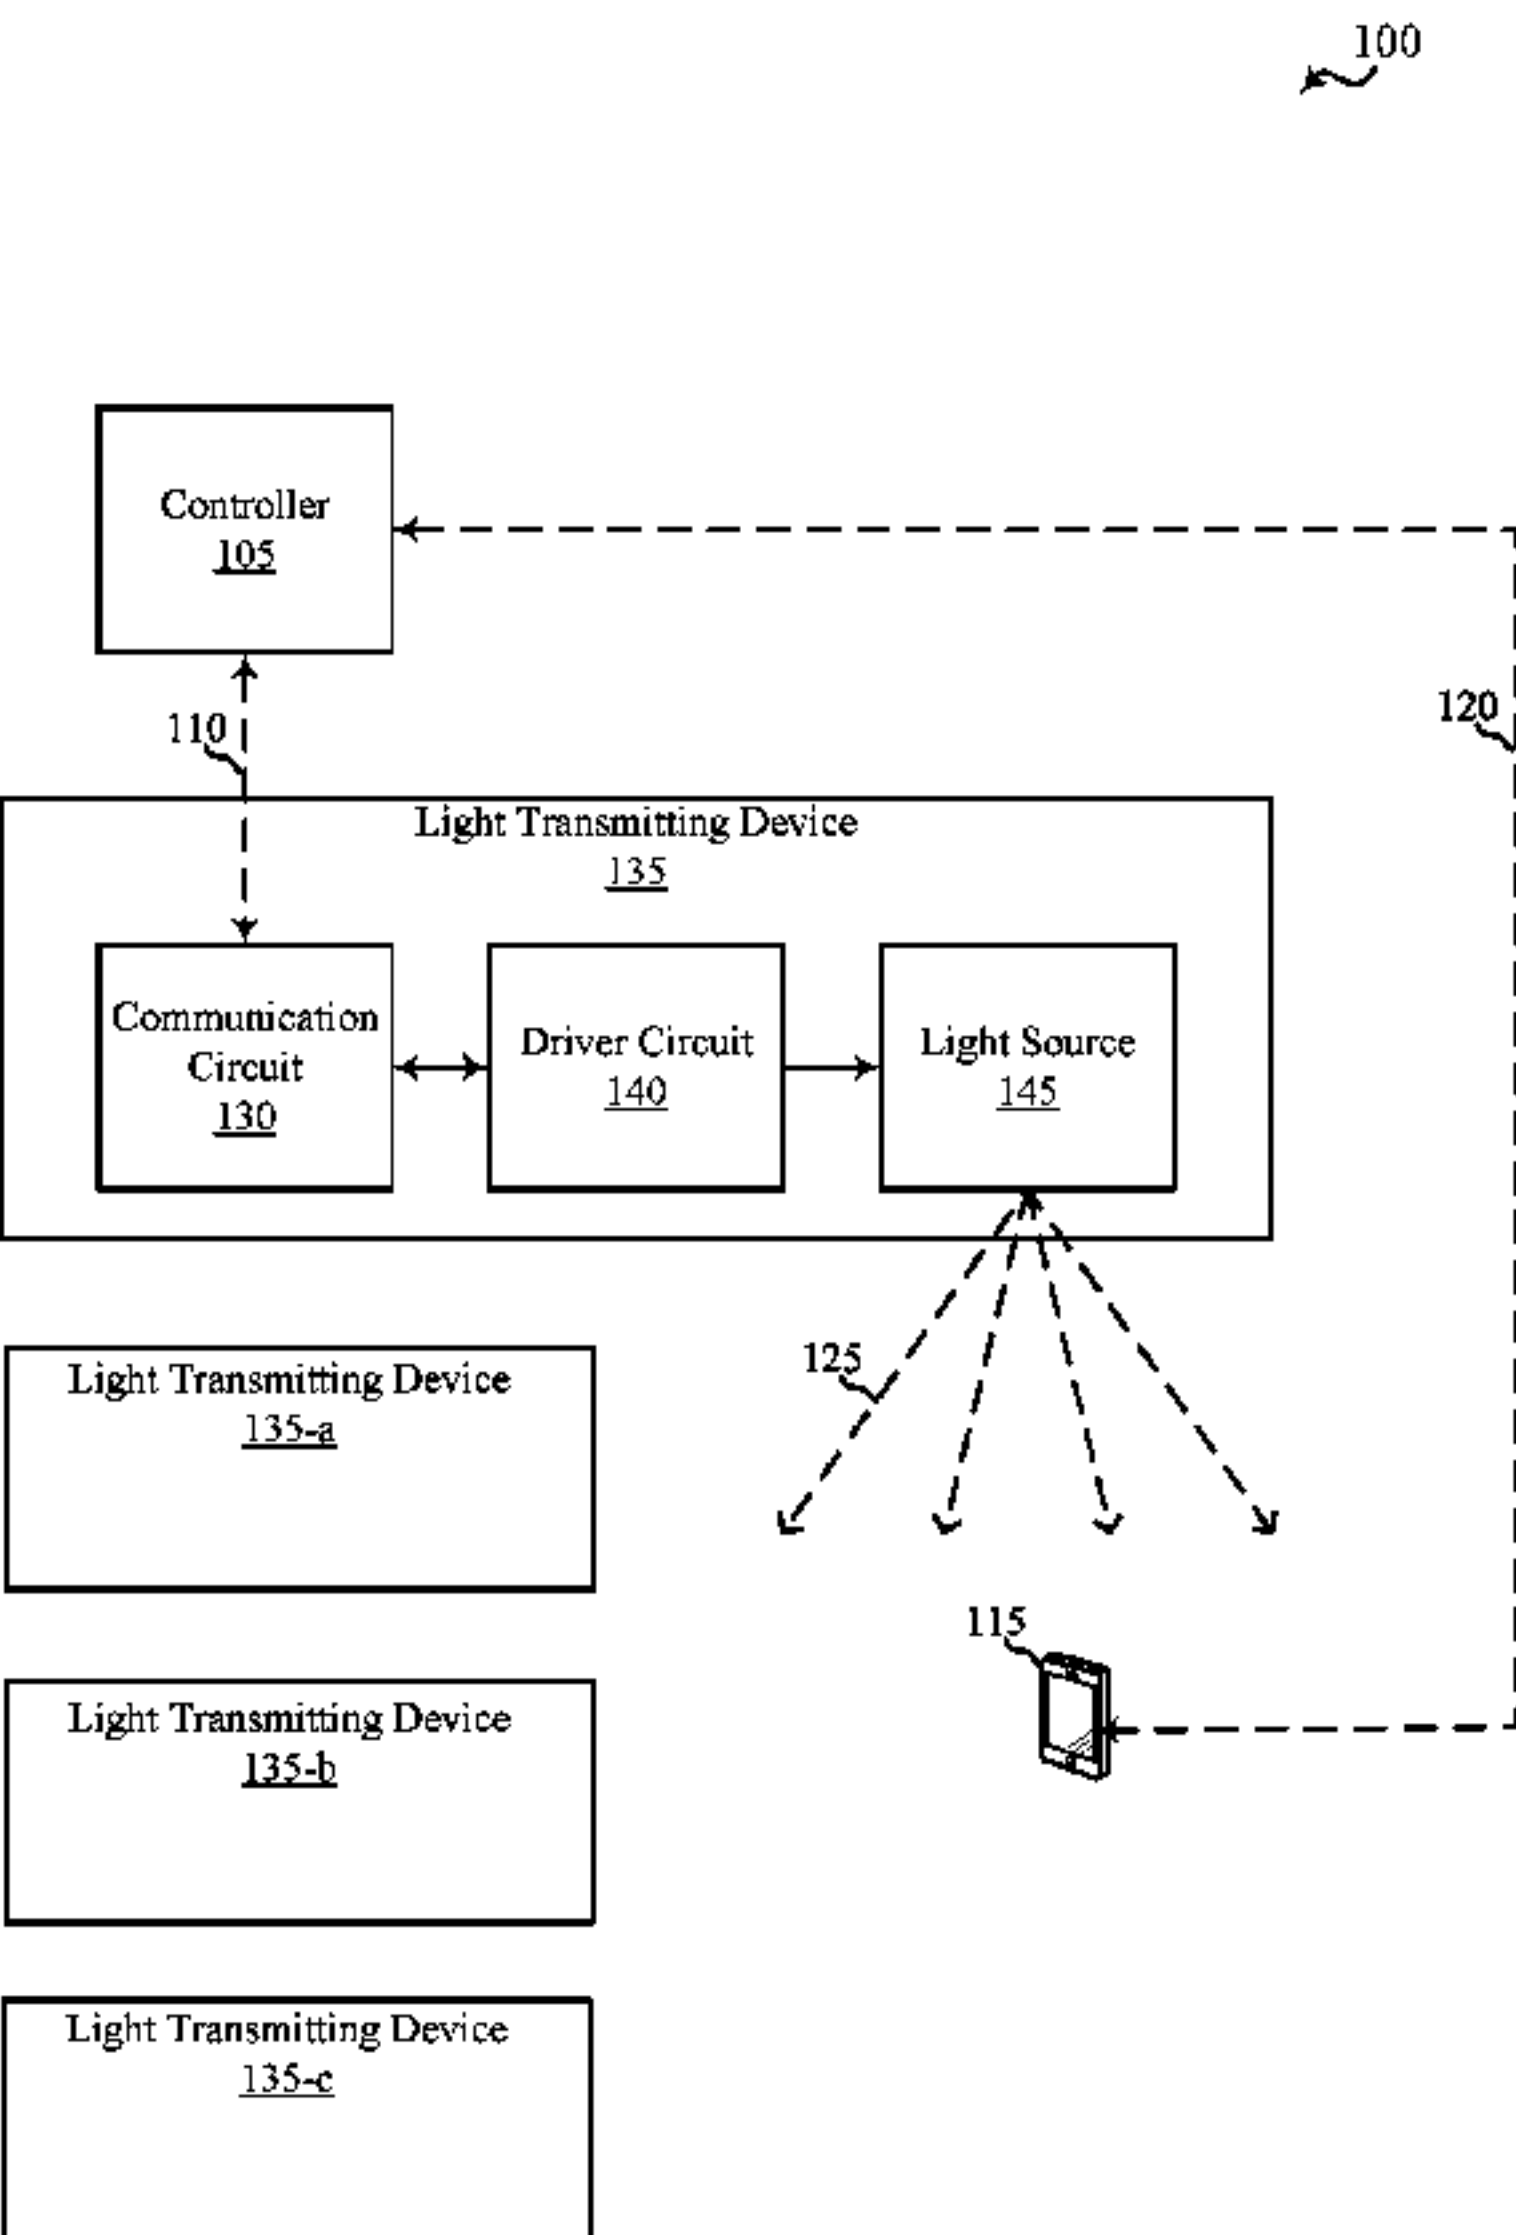 100
Controller
105
110
120
Light Transmitting Device
135
Communication
Circuit
130
Driver Circuit
140
Light Source
145
125
Light Transmitting Device
135-a
115
Light Transmitting Device
135-b
Light Transmitting Device
135-c